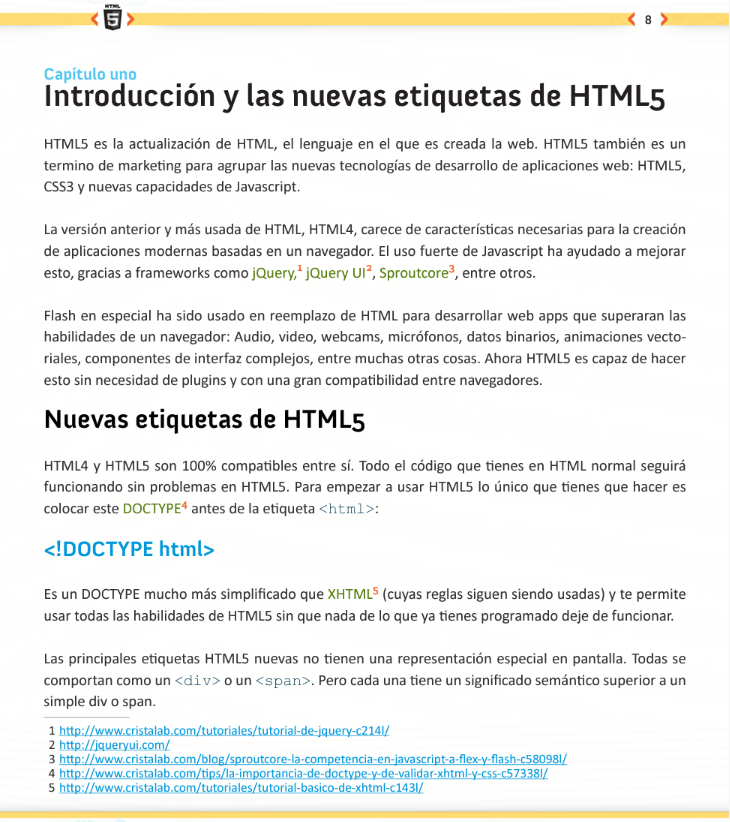 HTML
5
8
Capítulo uno
Introducción y las nuevas etiquetas de HTML5
HTML5 es la actualización de HTML, el lenguaje en el que es creada la web. HTML5 también es un
termino de marketing para agrupar las nuevas tecnologías de desarrollo de aplicaciones web: HTML5,
CSS3 y nuevas capacidades de Javascript.
La versión anterior y más usada de HTML, HTML4, carece de características necesarias para la creación
de aplicaciones modernas basadas en un navegador. El uso fuerte de Javascript ha ayudado a mejorar
esto, gracias a frameworks como jQuery,¹ jQuery UI², Sproutcore³, entre otros.
Flash en especial ha sido usado en reemplazo de HTML para desarrollar web apps que superaran las
habilidades de un navegador: Audio, video, webcams, micrófonos, datos binarios, animaciones vecto-
riales, componentes de interfaz complejos, entre muchas otras cosas. Ahora HTML5 es capaz de hacer
esto sin necesidad de plugins y con una gran compatibilidad entre navegadores.
Nuevas etiquetas de HTML5
HTML4 y HTML5 son 100% compatibles entre sí. Todo el código que tienes en HTML normal seguirá
funcionando sin problemas en HTML5. Para empezar a usar HTML5 lo único que tienes que hacer es
colocar este DOCTYPE⁴ antes de la etiqueta <html>:
<!DOCTYPE html>
Es un DOCTYPE mucho más simplificado que XHTML⁵ (cuyas reglas siguen siendo usadas) y te permite
usar todas las habilidades de HTML5 sin que nada de lo que ya tienes programado deje de funcionar.
Las principales etiquetas HTML5 nuevas no tienen una representación especial en pantalla. Todas se
comportan como un <div> o un <span>. Pero cada una tiene un significado semántico superior a un
simple div o span.
1 http://www.cristalab.com/tutoriales/tutorial-de-jquery-c214l/
2 http://jqueryui.com/
3 http://www.cristalab.com/blog/sproutcore-la-competencia-en-javascript-a-flex-y-flash-c58098l/
4 http://www.cristalab.com/tips/la-importancia-de-doctype-y-de-validar-xhtml-y-css-c57338l/
5 http://www.cristalab.com/tutoriales/tutorial-basico-de-xhtml-c143l/